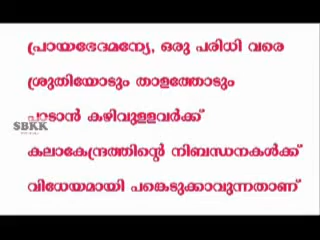 പ്രായഭേദമന്യേ, ഒരു പരിധി വരെ
ശ്രുതിയോടും താളത്തോടും
പാടാൻ കഴിവുള്ളവർക്ക്
SBKK
കലാകേന്ദ്രത്തിന്റെ നിബന്ധനകൾക്ക്
വിധേയമായി പങ്കെടുക്കാവുന്നതാണ്